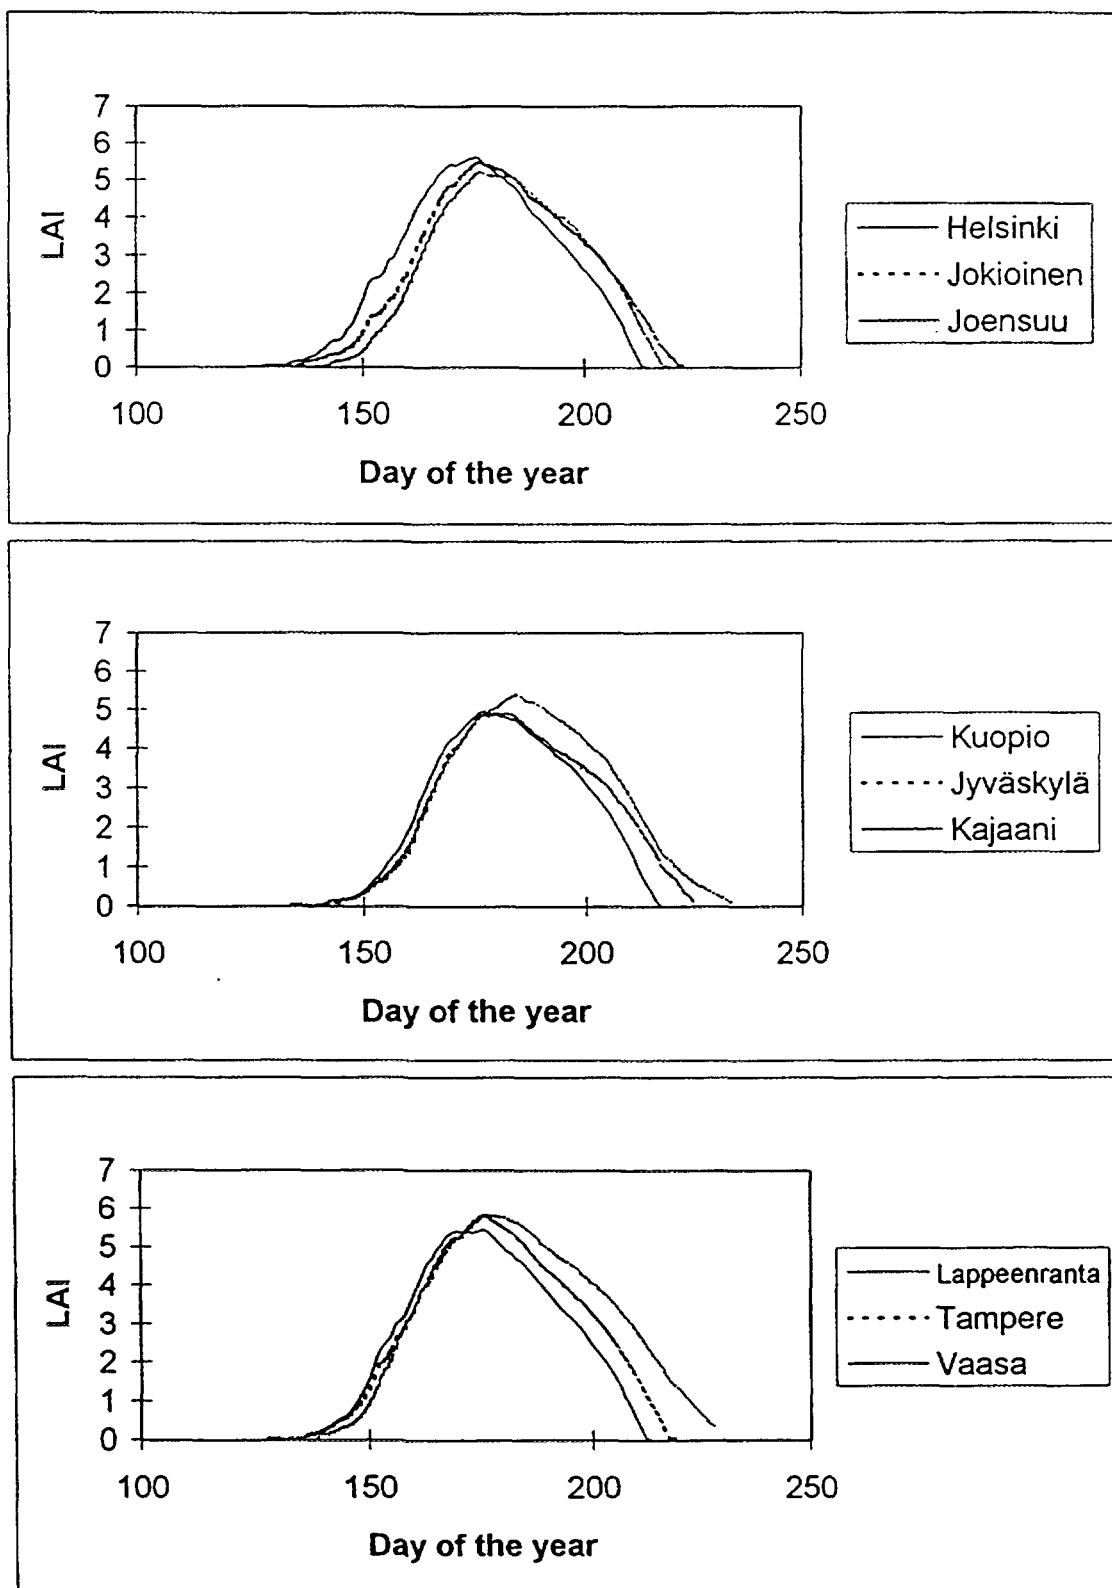 7
6
5
4
3
2
1
0
LAI
100 150 200 250
Day of the year
Helsinki
Jokioinen
Joensuu
7
6
5
4
3
2
1
0
LAI
100 150 200 250
Day of the year
Kuopio
Jyväskylä
Kajaani
7
6
5
4
3
2
1
0
LAI
100 150 200 250
Day of the year
Lappeenranta
Tampere
Vaasa